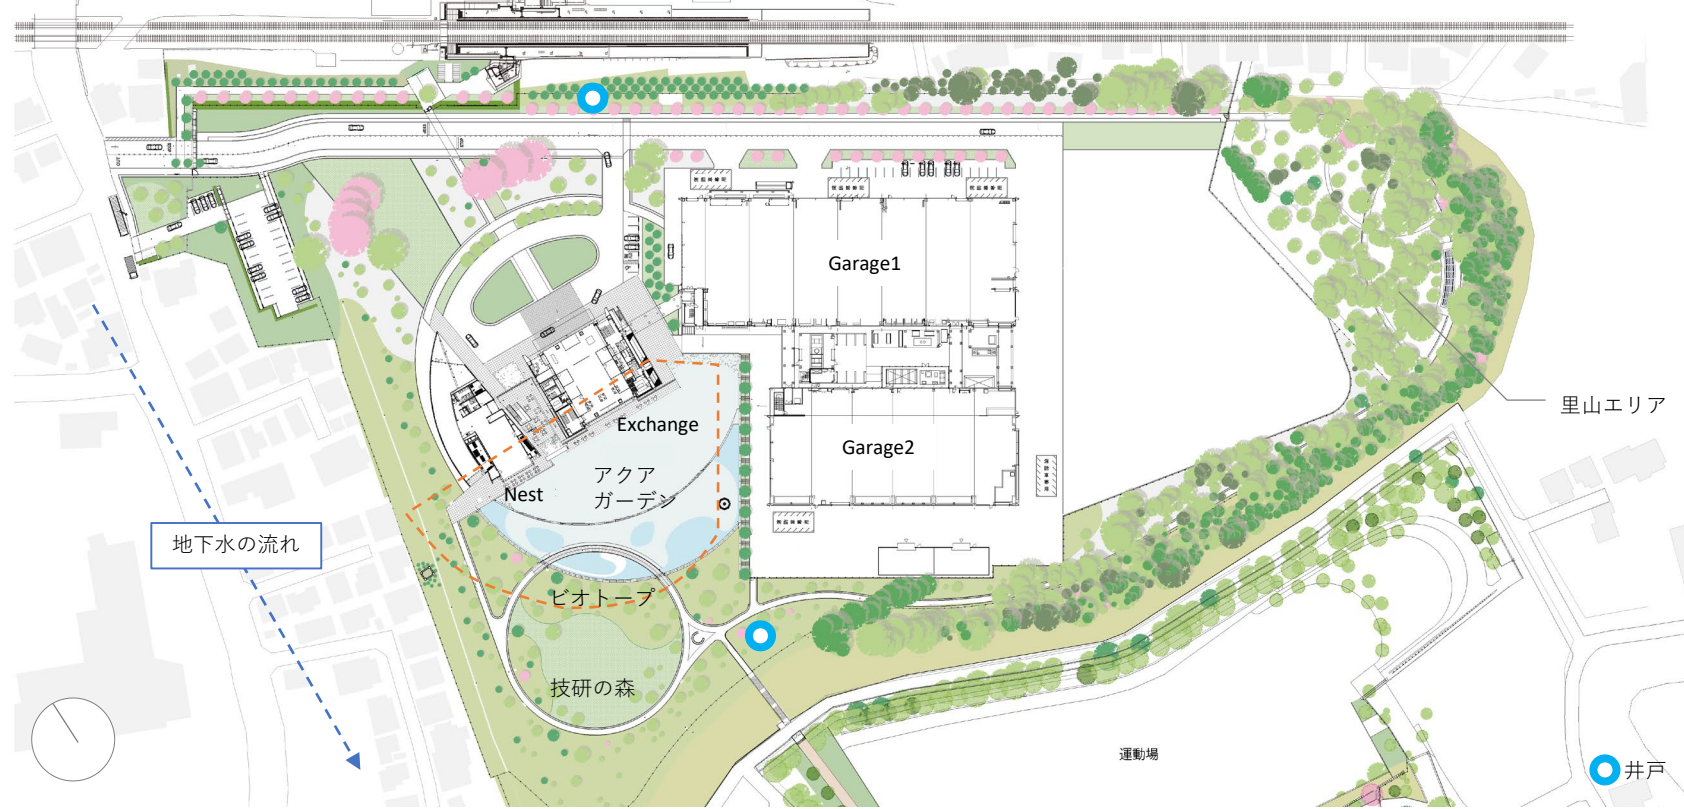 Garage1
里山エリア
Exchange
Garage2
アクア
ガーデン
Nest
地下水の流れ
ビオトープ
技研の森
運動場
井戸